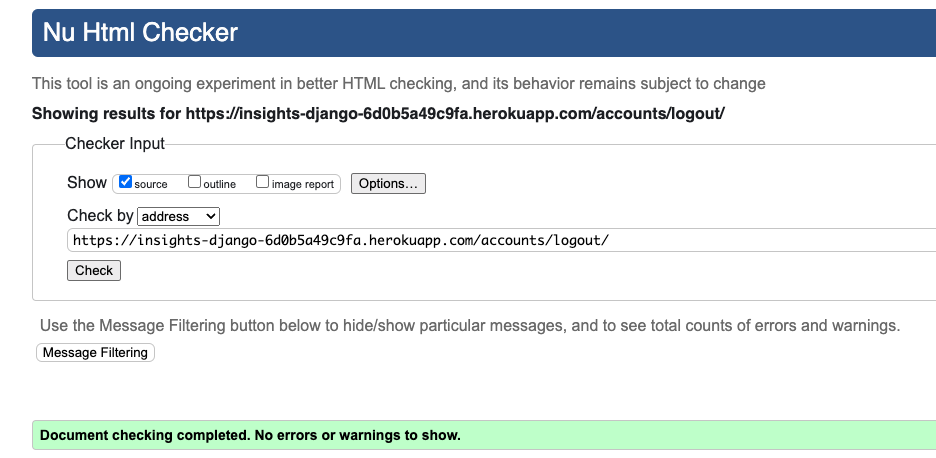 Nu Html Checker
This tool is an ongoing experiment in better HTML checking, and its behavior remains subject to change
Showing results for https://insights-django-6d0b5a49c9fa.herokuapp.com/accounts/logout/
Checker Input
Show source outline image report Options...
Check by address
https://insights-django-6d0b5a49c9fa.herokuapp.com/accounts/logout/
Check
Use the Message Filtering button below to hide/show particular messages, and to see total counts of errors and warnings.
Message Filtering
Document checking completed. No errors or warnings to show.